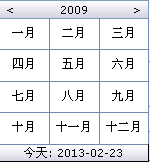 < 2009 >
一月 二月 三月
四月 五月 六月
七月 八月 九月
十月 十一月 十二月
今天: 2013-02-23